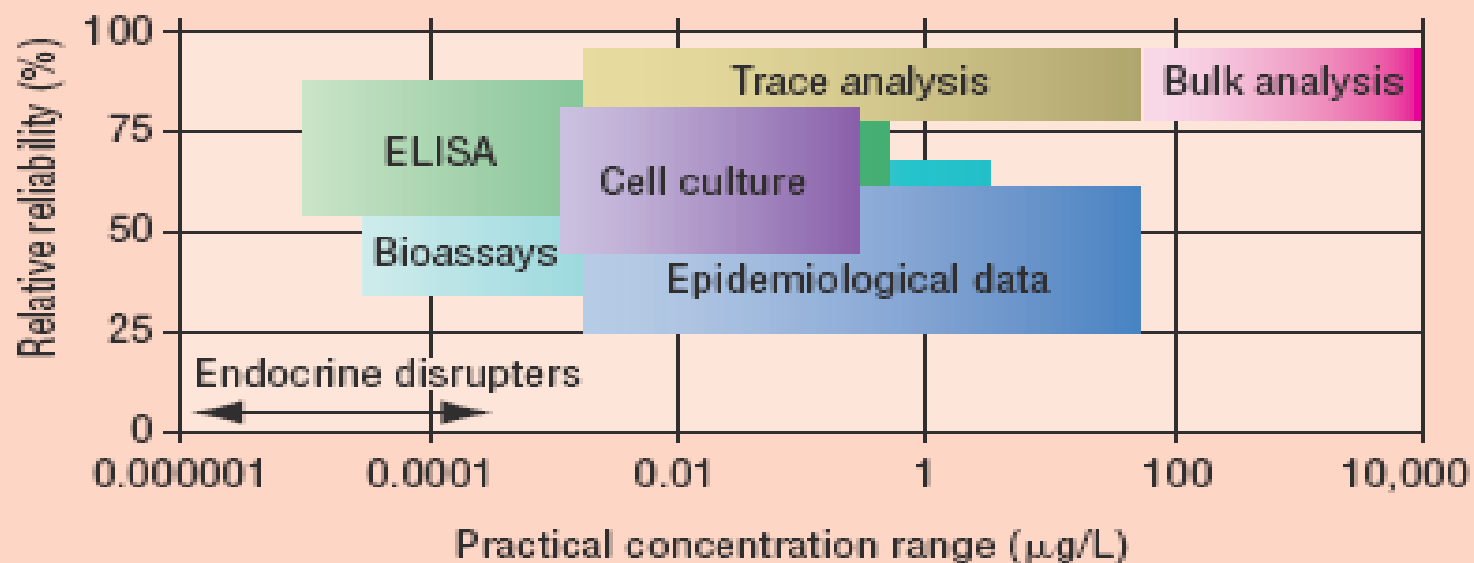 Relative reliability (%)
100
75
50
25
0
Trace analysis
Bulk analysis
ELISA
Cell culture
Bioassays
Epidemiological data
Endocrine disrupters
0.000001
0.0001
0.01
1
100
10,000
Practical concentration range (μg/L)